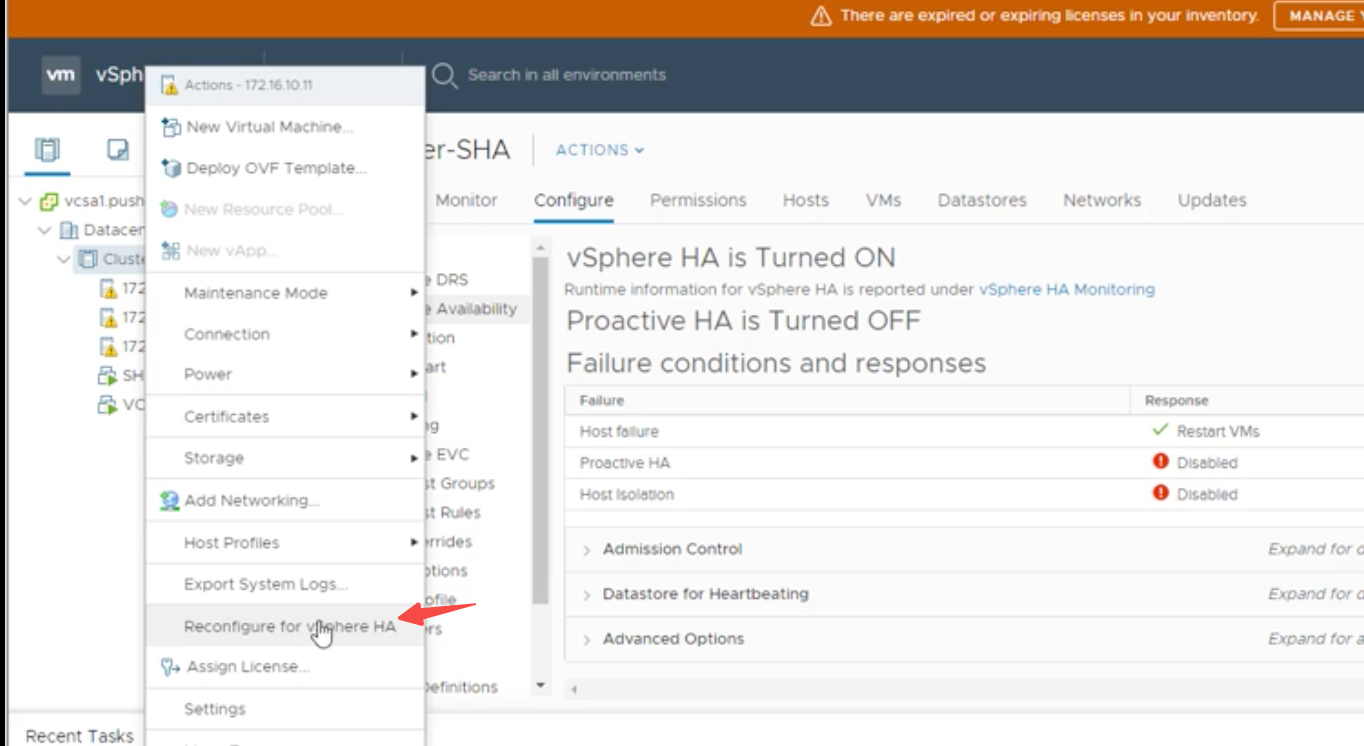 There are expired or expiring licenses in your inventory.
MANAGE
vm
vSph
Search in all environments
Actions - 172.16.10.11
New Virtual Machine...
Deploy OVF Template...
New Resource Pool...
New vApp...
Maintenance Mode
Connection
Power
Certificates
Storage
Add Networking...
Host Profiles
Export System Logs...
Reconfigure for vSphere HA
Assign License...
Settings
er-SHA
ACTIONS
Monitor
Configure
Permissions
Hosts
VMs
Datastores
Networks
Updates
vcsa1.push
Datacen
Cluste
172
172
172
SH
VC
e DRS
e Availability
tion
art
ng
e EVC
st Groups
st Rules
errides
ptions
ofile
ers
Definitions
vSphere HA is Turned ON
Runtime information for vSphere HA is reported under vSphere HA Monitoring
Proactive HA is Turned OFF
Failure conditions and responses
Failure Response
Host failure Restart VMs
Proactive HA Disabled
Host Isolation Disabled
Admission Control Expand for d
Datastore for Heartbeating Expand for d
Advanced Options Expand for a
Recent Tasks